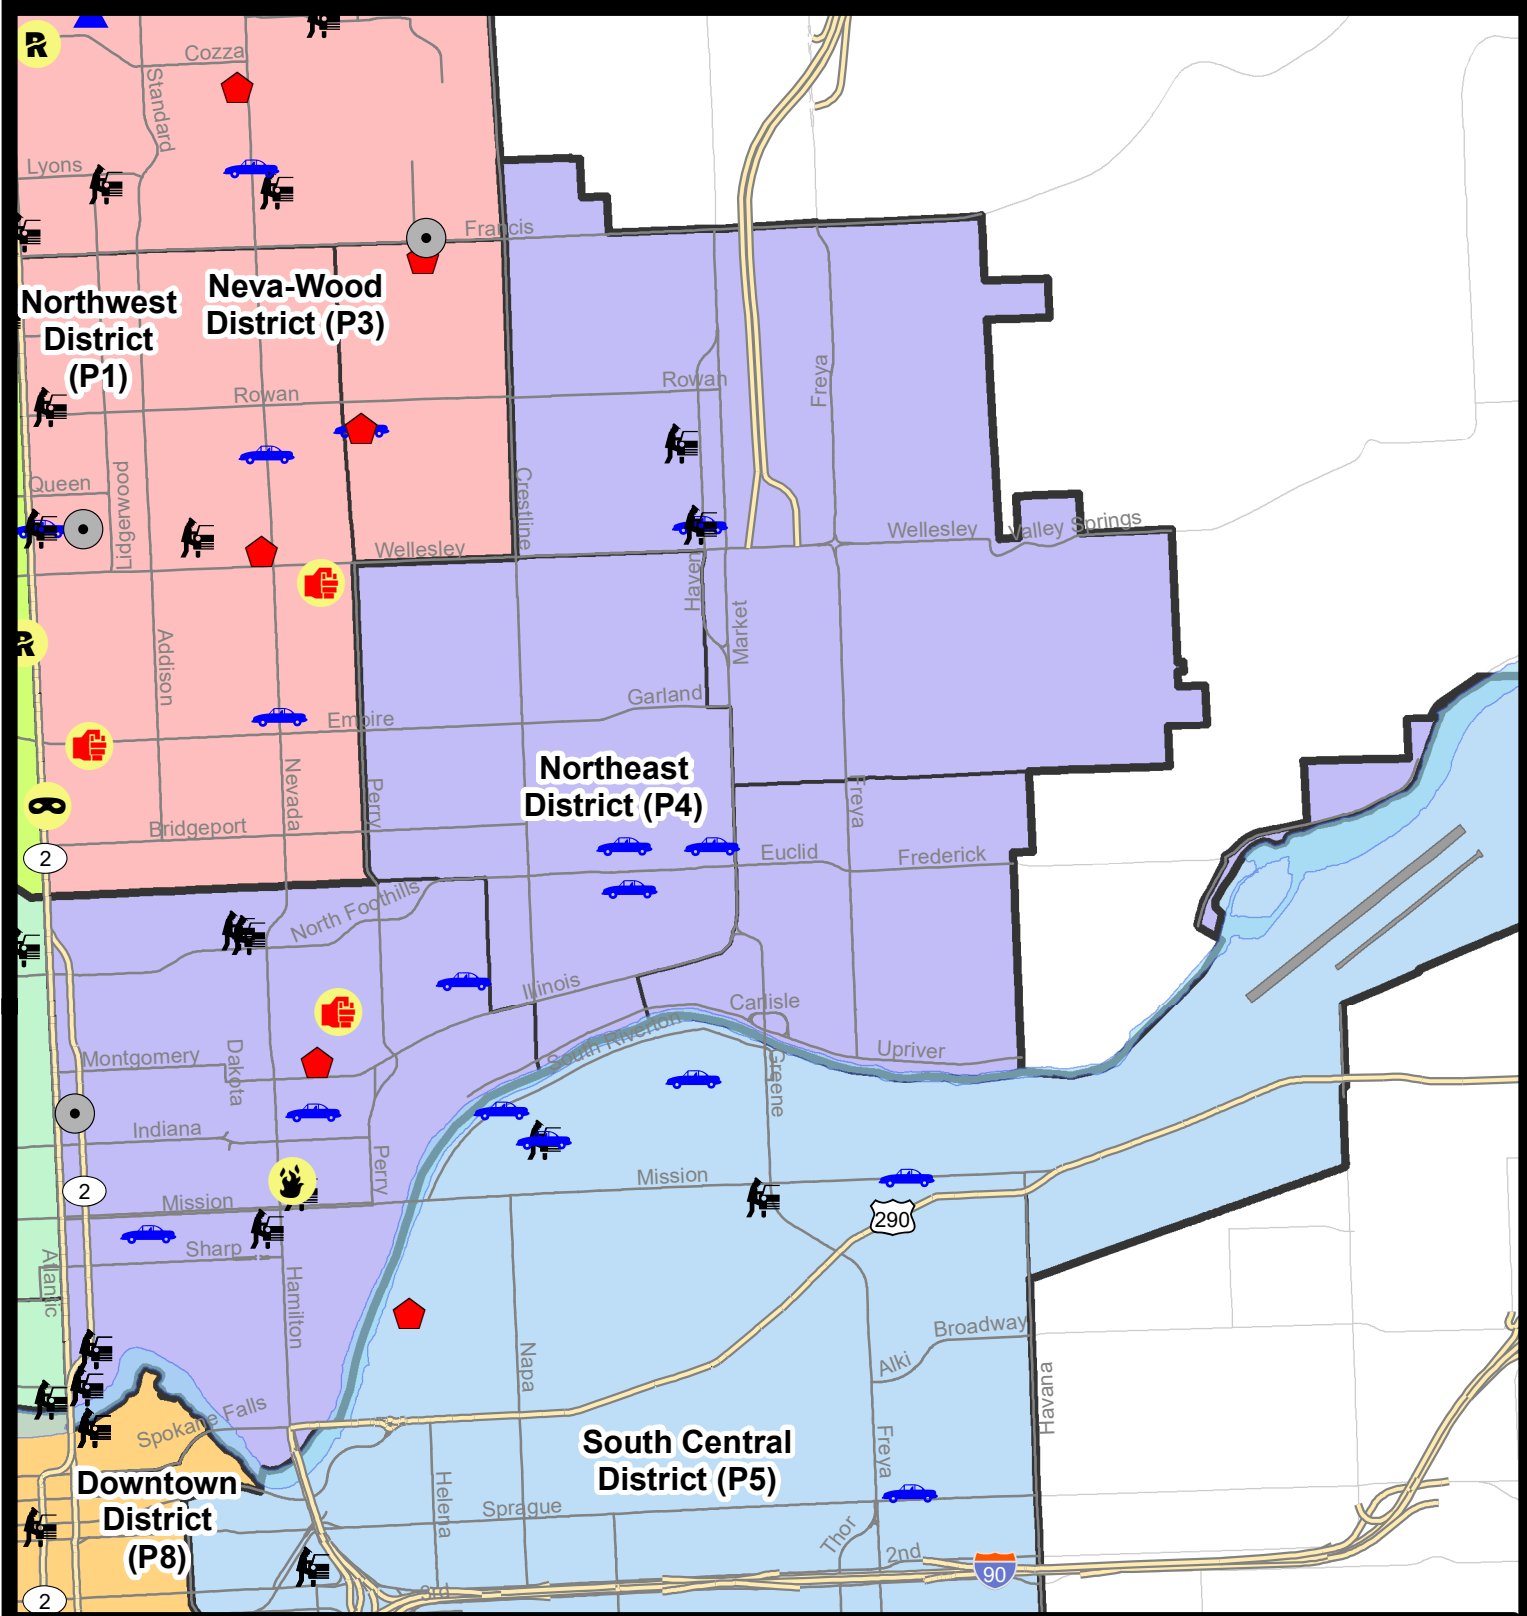 R
Cozza
Standard
Lyons
Francis
Northwest
District
(P1)
Neva-Wood
District (P3)
Rowan
Rowan
Freya
Queen
Lidgerwood
Crestline
Wellesley
Wellesley
Valley Springs
Haven
Market
R
Addison
Garland
Empire
Northeast
District (P4)
Nevada
Perry
Freya
Bridgeport
Euclid
Frederick
2
North Foothills
Illinois
Carlisle
South Riverton
Upriver
Montgomery
Dakota
Greene
Indiana
Perry
Mission
2
Mission
290
Sharp
Atlantic
Hamilton
Napa
Broadway
Alki
Havana
Spokane Falls
South Central
District (P5)
Freya
Downtown
District
(P8)
Helena
Sprague
Thor
2nd
90
3rd
2